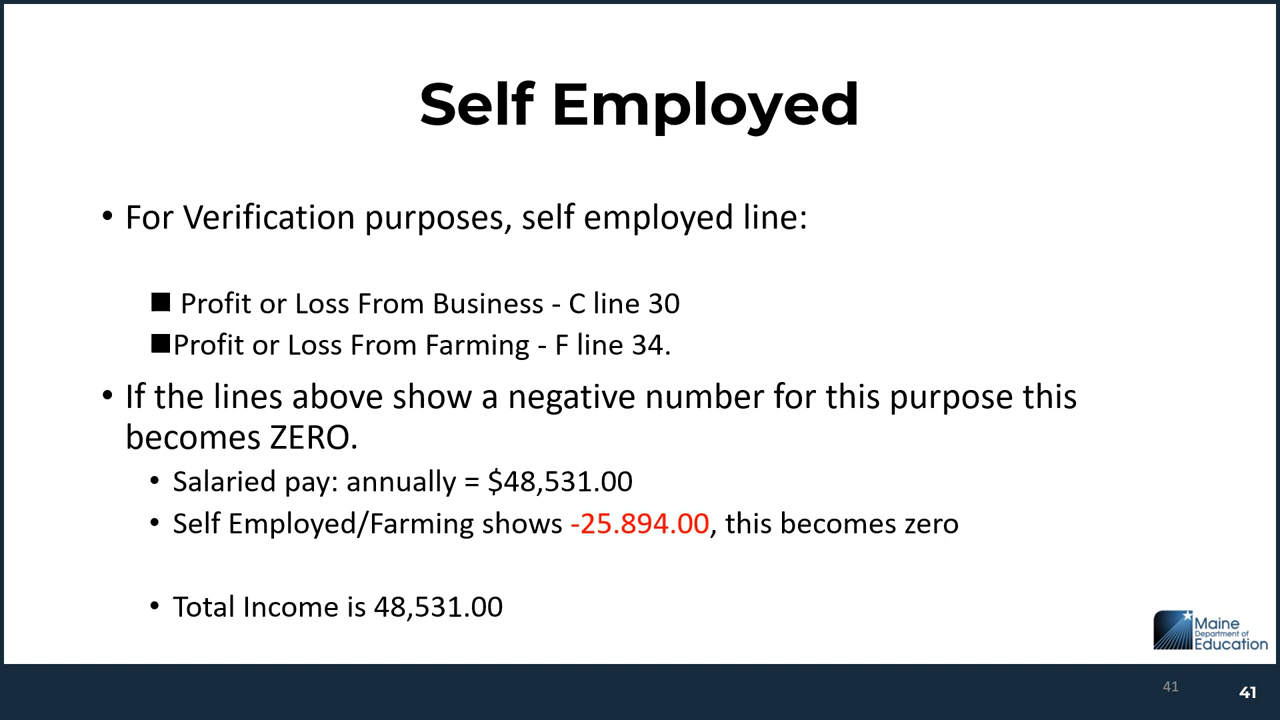 Self Employed
• For Verification purposes, self employed line:
■ Profit or Loss From Business - C line 30
■Profit or Loss From Farming - F line 34.
• If the lines above show a negative number for this purpose this
becomes ZERO.
• Salaried pay: annually = $48,531.00
• Self Employed/Farming shows -25.894.00, this becomes zero
• Total Income is 48,531.00
Maine
Department of
Education
41
41